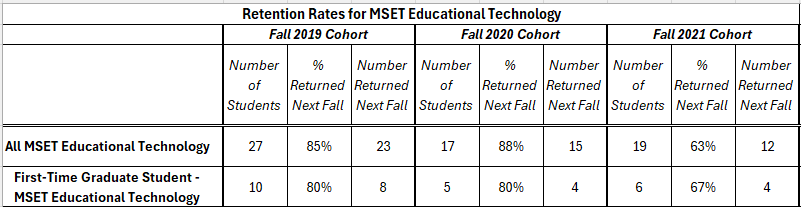 Retention Rates for MSET Educational Technology
Fall 2019 Cohort Fall 2020 Cohort Fall 2021 Cohort
Number % Number Number % Number Number % Number
of Returned Returned of Returned Returned of Returned Returned
Students Next Fall Next Fall Students Next Fall Next Fall Students Next Fall Next Fall
All MSET Educational Technology 27 85% 23 17 88% 15 19 63% 12
First-Time Graduate Student -
MSET Educational Technology 10 80% 8 5 80% 4 6 67% 4